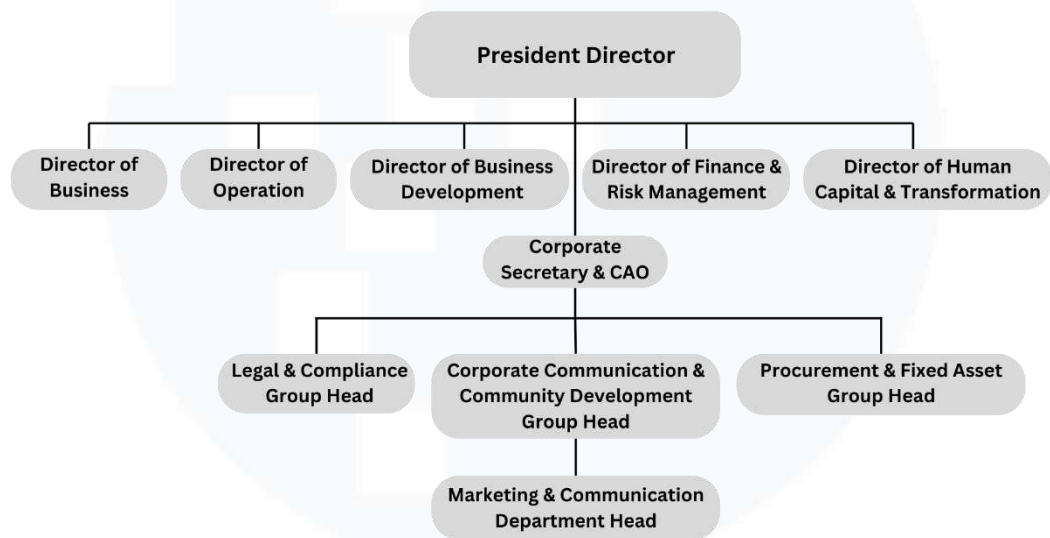 President Director
Director of
Business
Director of
Operation
Director of Business
Development
Director of Finance &
Risk Management
Director of Human
Capital & Transformation
Corporate
Secretary & CAO
Legal & Compliance
Group Head
Corporate Communication &
Community Development
Group Head
Procurement & Fixed Asset
Group Head
Marketing & Communication
Department Head